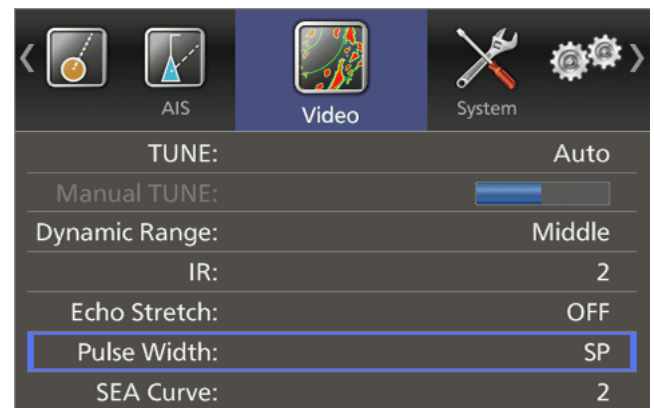 AIS
Video
System
TUNE: Auto
Manual TUNE:
Dynamic Range: Middle
IR: 2
Echo Stretch: OFF
Pulse Width: SP
SEA Curve: 2